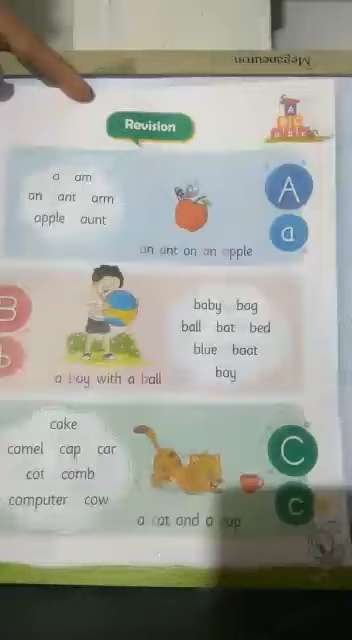 Meganeuron
Revision
a am
an ant arm
apple aunt
A
a
an ant on an apple
B
b
baby bag
ball bat bed
blue boat
boy
a boy with a ball
cake
camel cap car
cot comb
computer cow
C
c
a cat and a cup